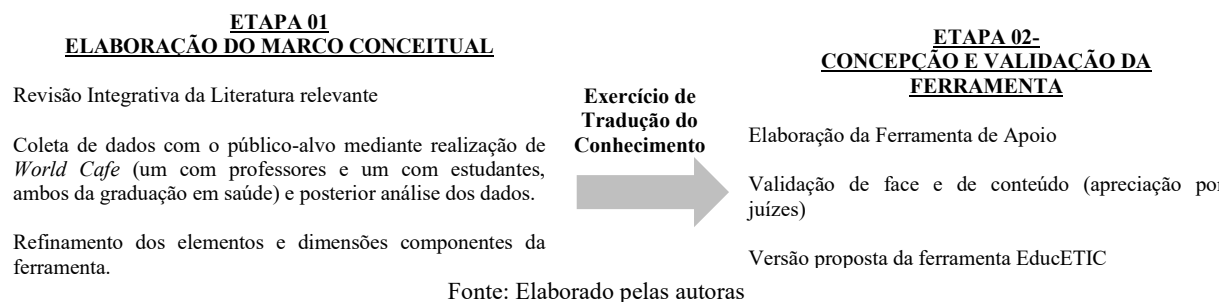 ETAPA 01
ELABORAÇÃO DO MARCO CONCEITUAL
Revisão Integrativa da Literatura relevante
Coleta de dados com o público-alvo mediante realização de
World Cafe (um com professores e um com estudantes,
ambos da graduação em saúde) e posterior análise dos dados.
Refinamento dos elementos e dimensões componentes da
ferramenta.
Exercício de
Tradução do
Conhecimento
ETAPA 02-
CONCEPÇÃO E VALIDAÇÃO DA
FERRAMENTA
Elaboração da Ferramenta de Apoio
Validação de face e de conteúdo (apreciação por
juízes)
Versão proposta da ferramenta EducETIC
Fonte: Elaborado pelas autoras